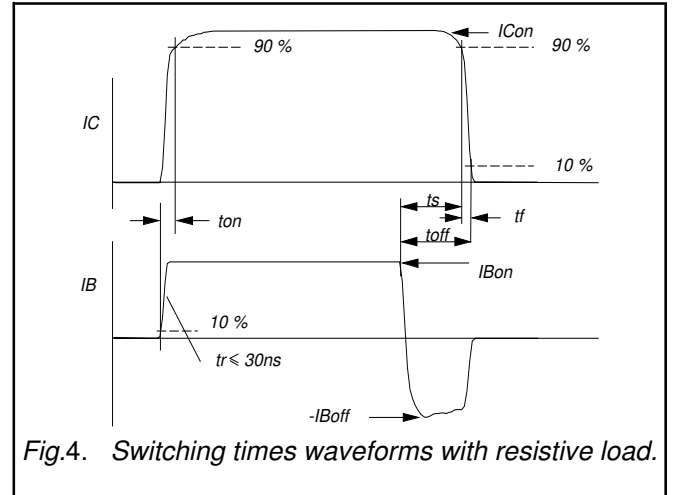 ICon
90 %
90 %
IC
10 %
ts
ton
tf
toff
IB
IBon
10 %
tr ⩽ 30ns
-IBoff
Fig.4. Switching times waveforms with resistive load.